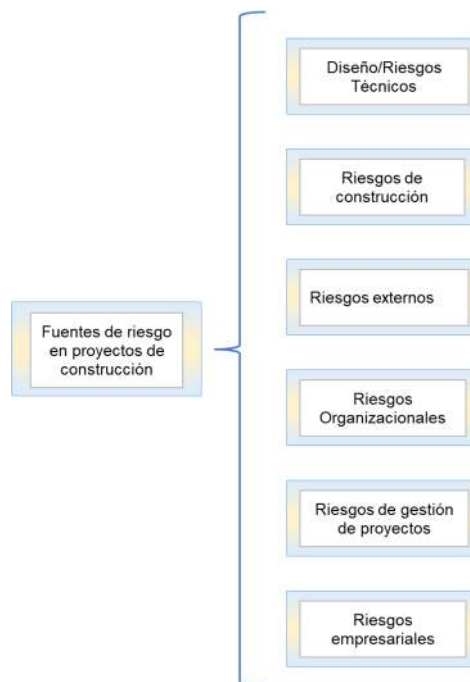 Diseño/Riesgos
Técnicos
Riesgos de
construcción
Riesgos externos
Fuentes de riesgo
en proyectos de
construcción
Riesgos
Organizacionales
Riesgos de gestión
de proyectos
Riesgos
empresariales